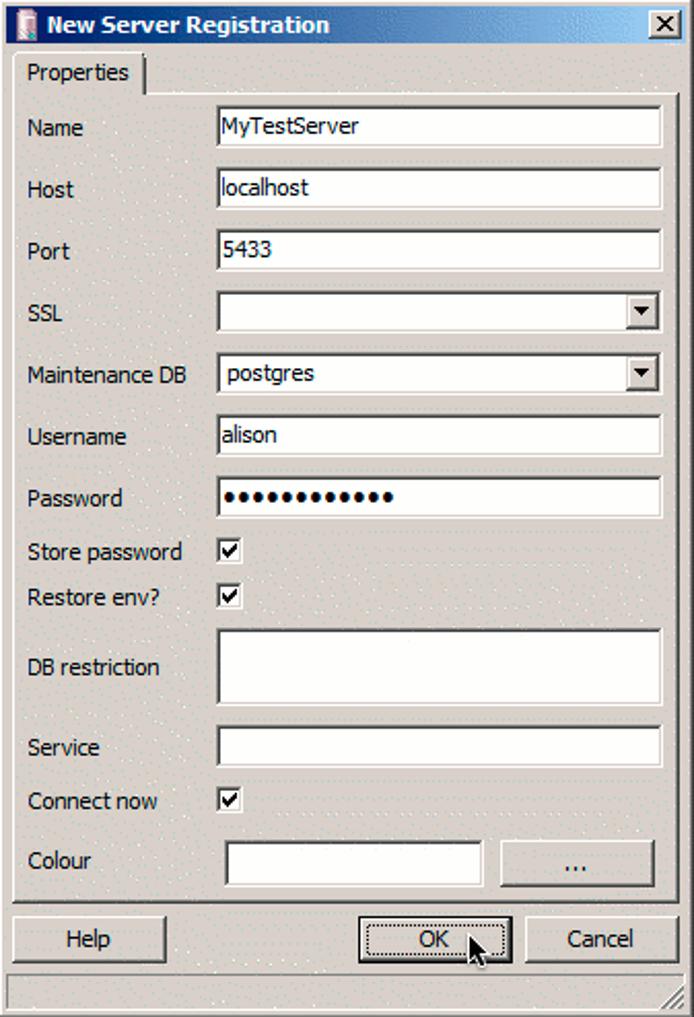 New Server Registration
Properties
Name MyTestServer
Host localhost
Port 5433
SSL
Maintenance DB postgres
Username alison
Password ●●●●●●●●●●●●
Store password
Restore env?
DB restriction
Service
Connect now
Colour ...
Help OK Cancel